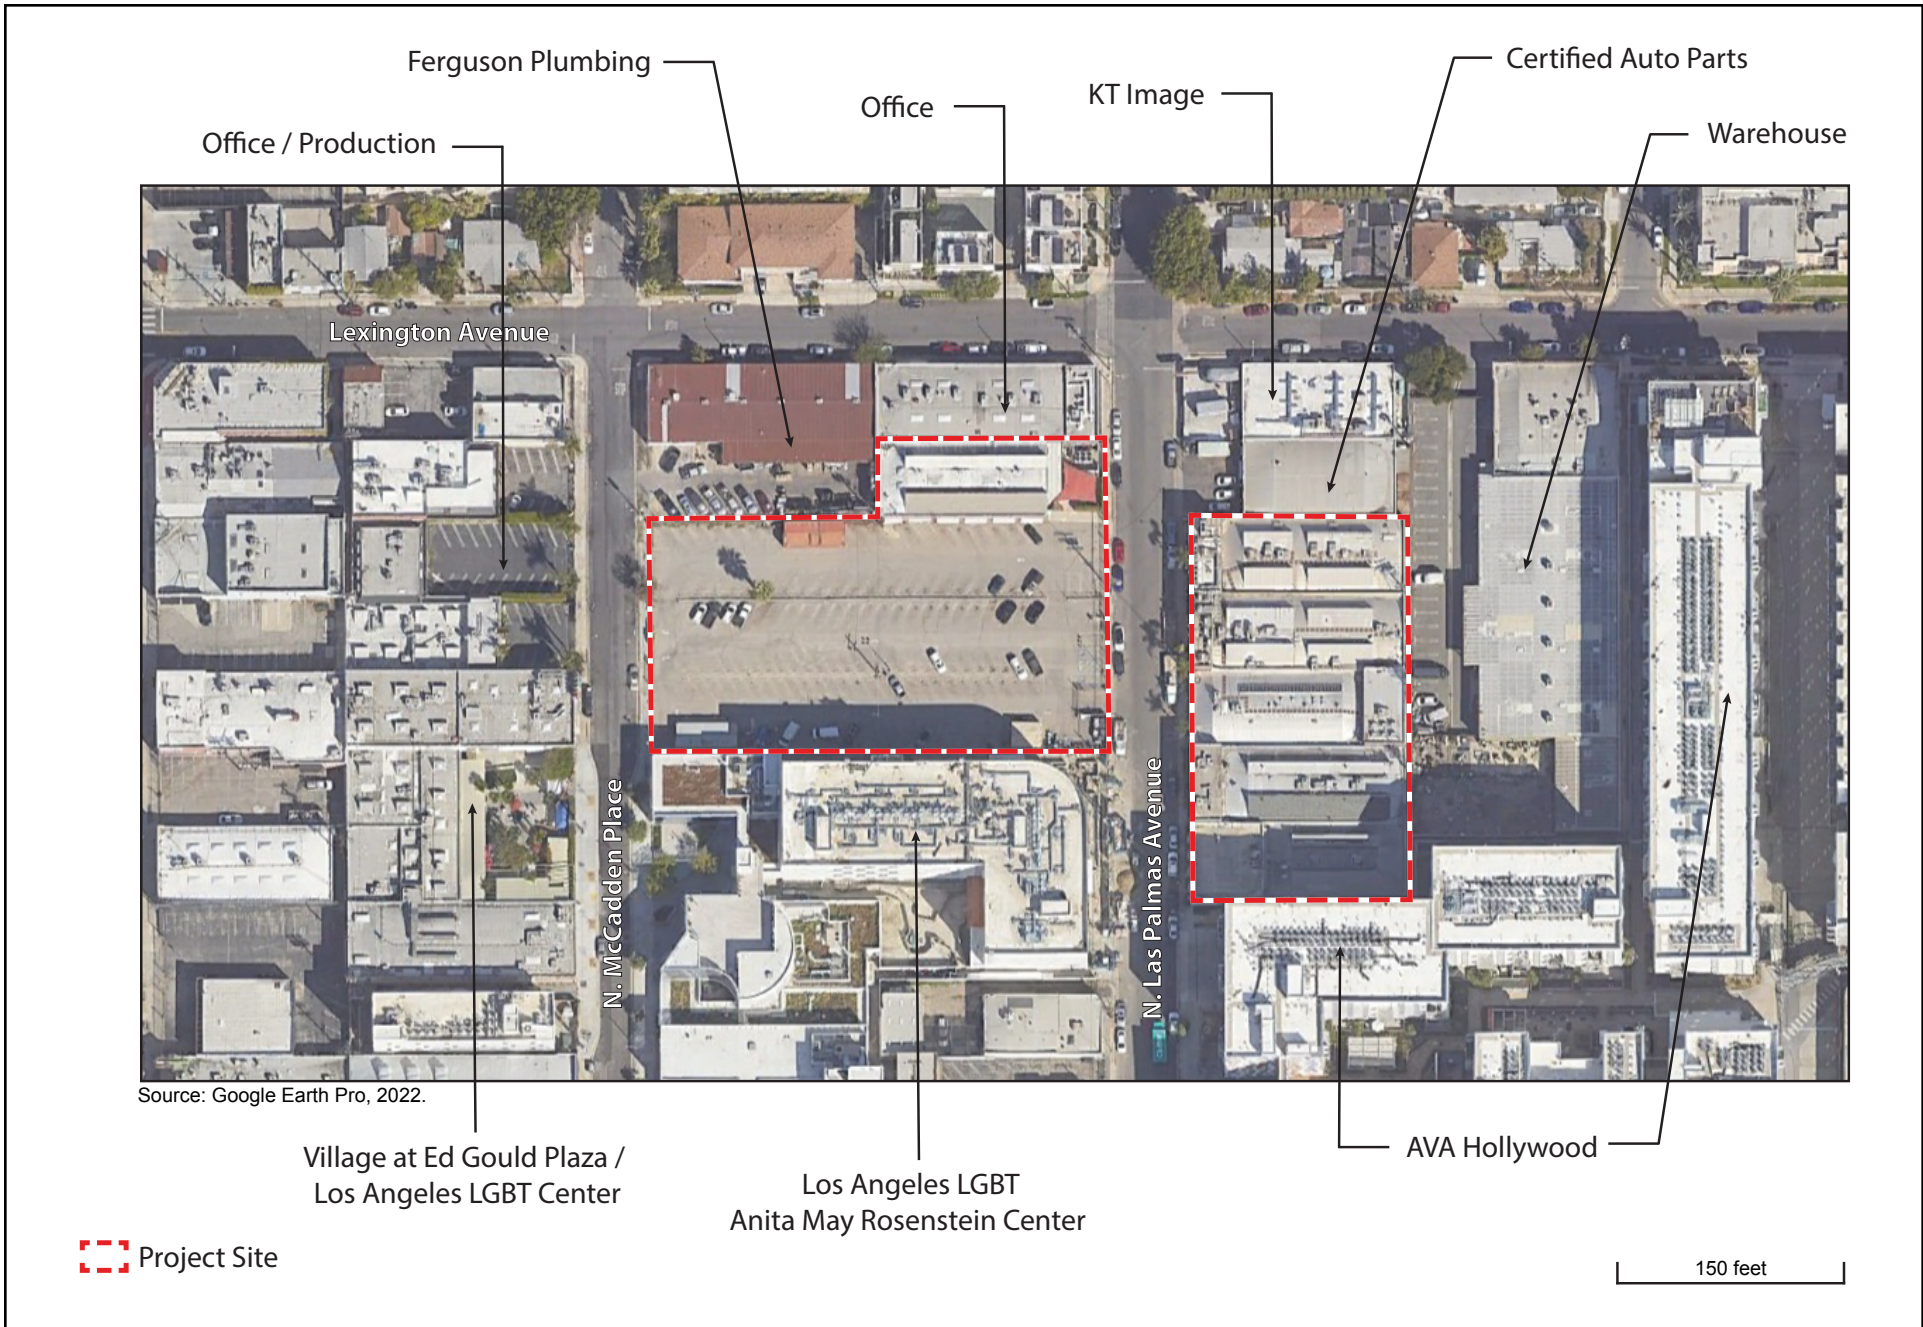 Ferguson Plumbing
Certified Auto Parts
KT Image
Office
Warehouse
Office / Production
Lexington Avenue
N. McCadden Place
N. Las Palmas Avenue
Source: Google Earth Pro, 2022.
Village at Ed Gould Plaza /
Los Angeles LGBT Center
Los Angeles LGBT
Anita May Rosenstein Center
AVA Hollywood
Project Site
150 feet